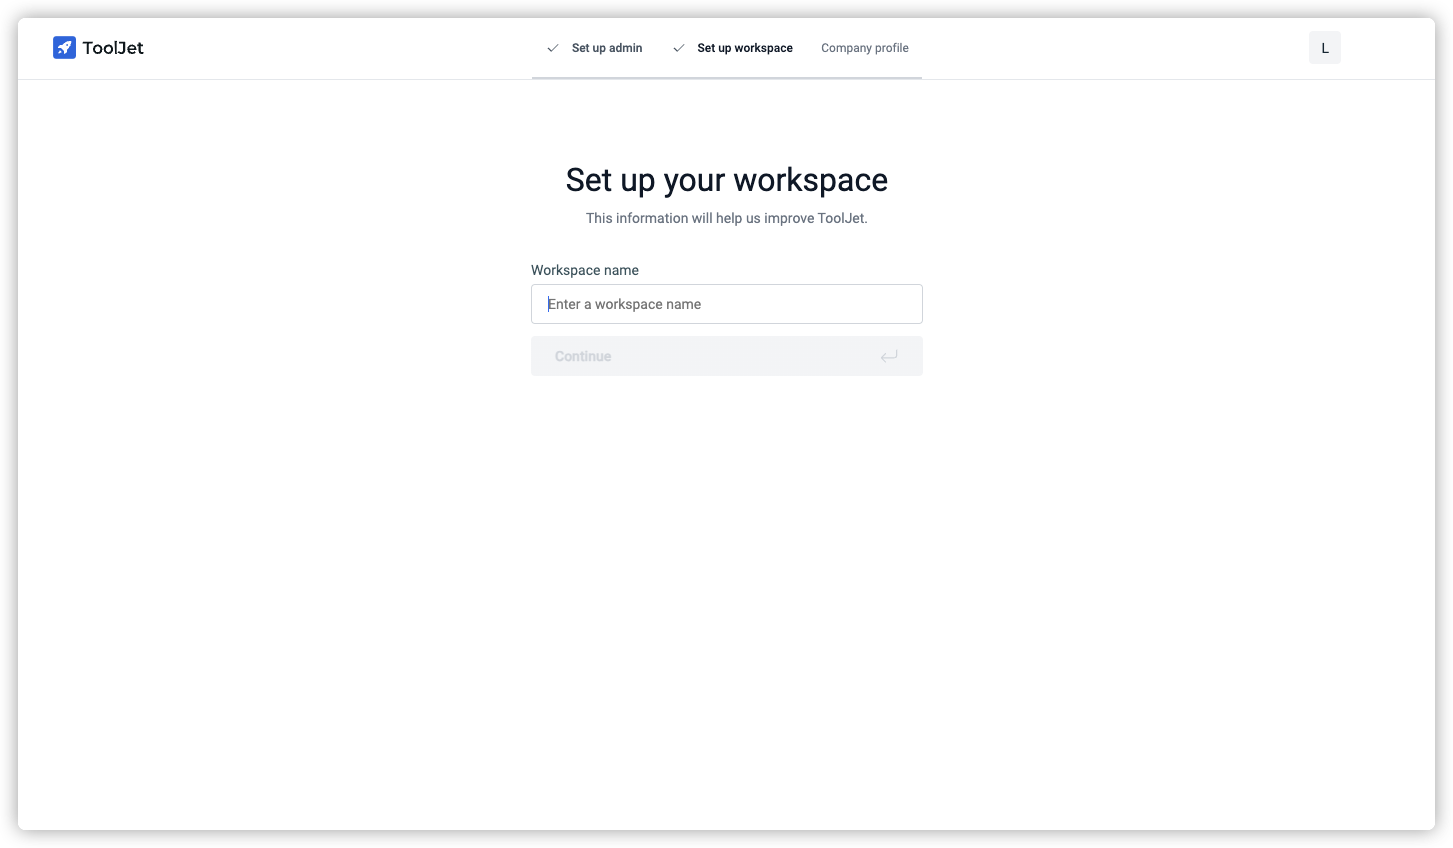 ToolJet
Set up admin
Set up workspace
Company profile
L
Set up your workspace
This information will help us improve ToolJet.
Workspace name
Enter a workspace name
Continue